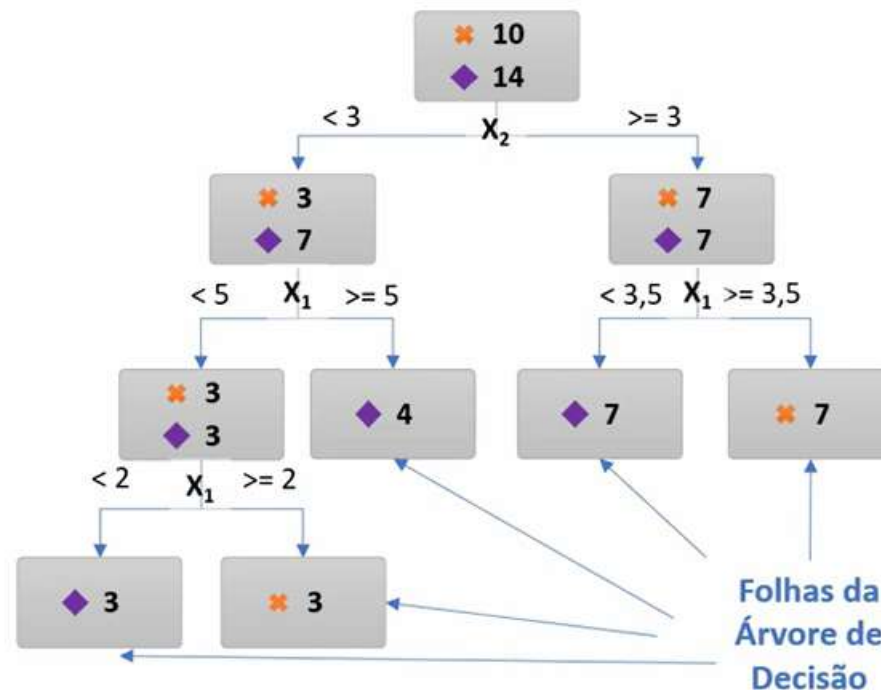 10
14
< 3 X₂ >= 3
3
7
7
7
< 5 X₁ >= 5
< 3,5 X₁ >= 3,5
3
3
4
7
7
< 2 X₁ >= 2
3
3
Folhas da
Árvore de
Decisão